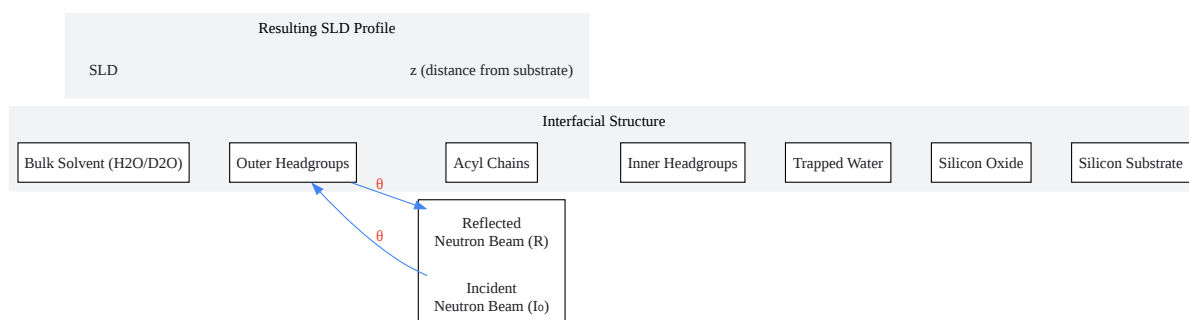 Resulting SLD Profile
SLD
z (distance from substrate)
Interfacial Structure
Bulk Solvent (H2O/D2O)
Outer Headgroups
Acyl Chains
Inner Headgroups
Trapped Water
Silicon Oxide
Silicon Substrate
θ
Reflected
Neutron Beam (R)
θ
Incident
Neutron Beam (I₀)